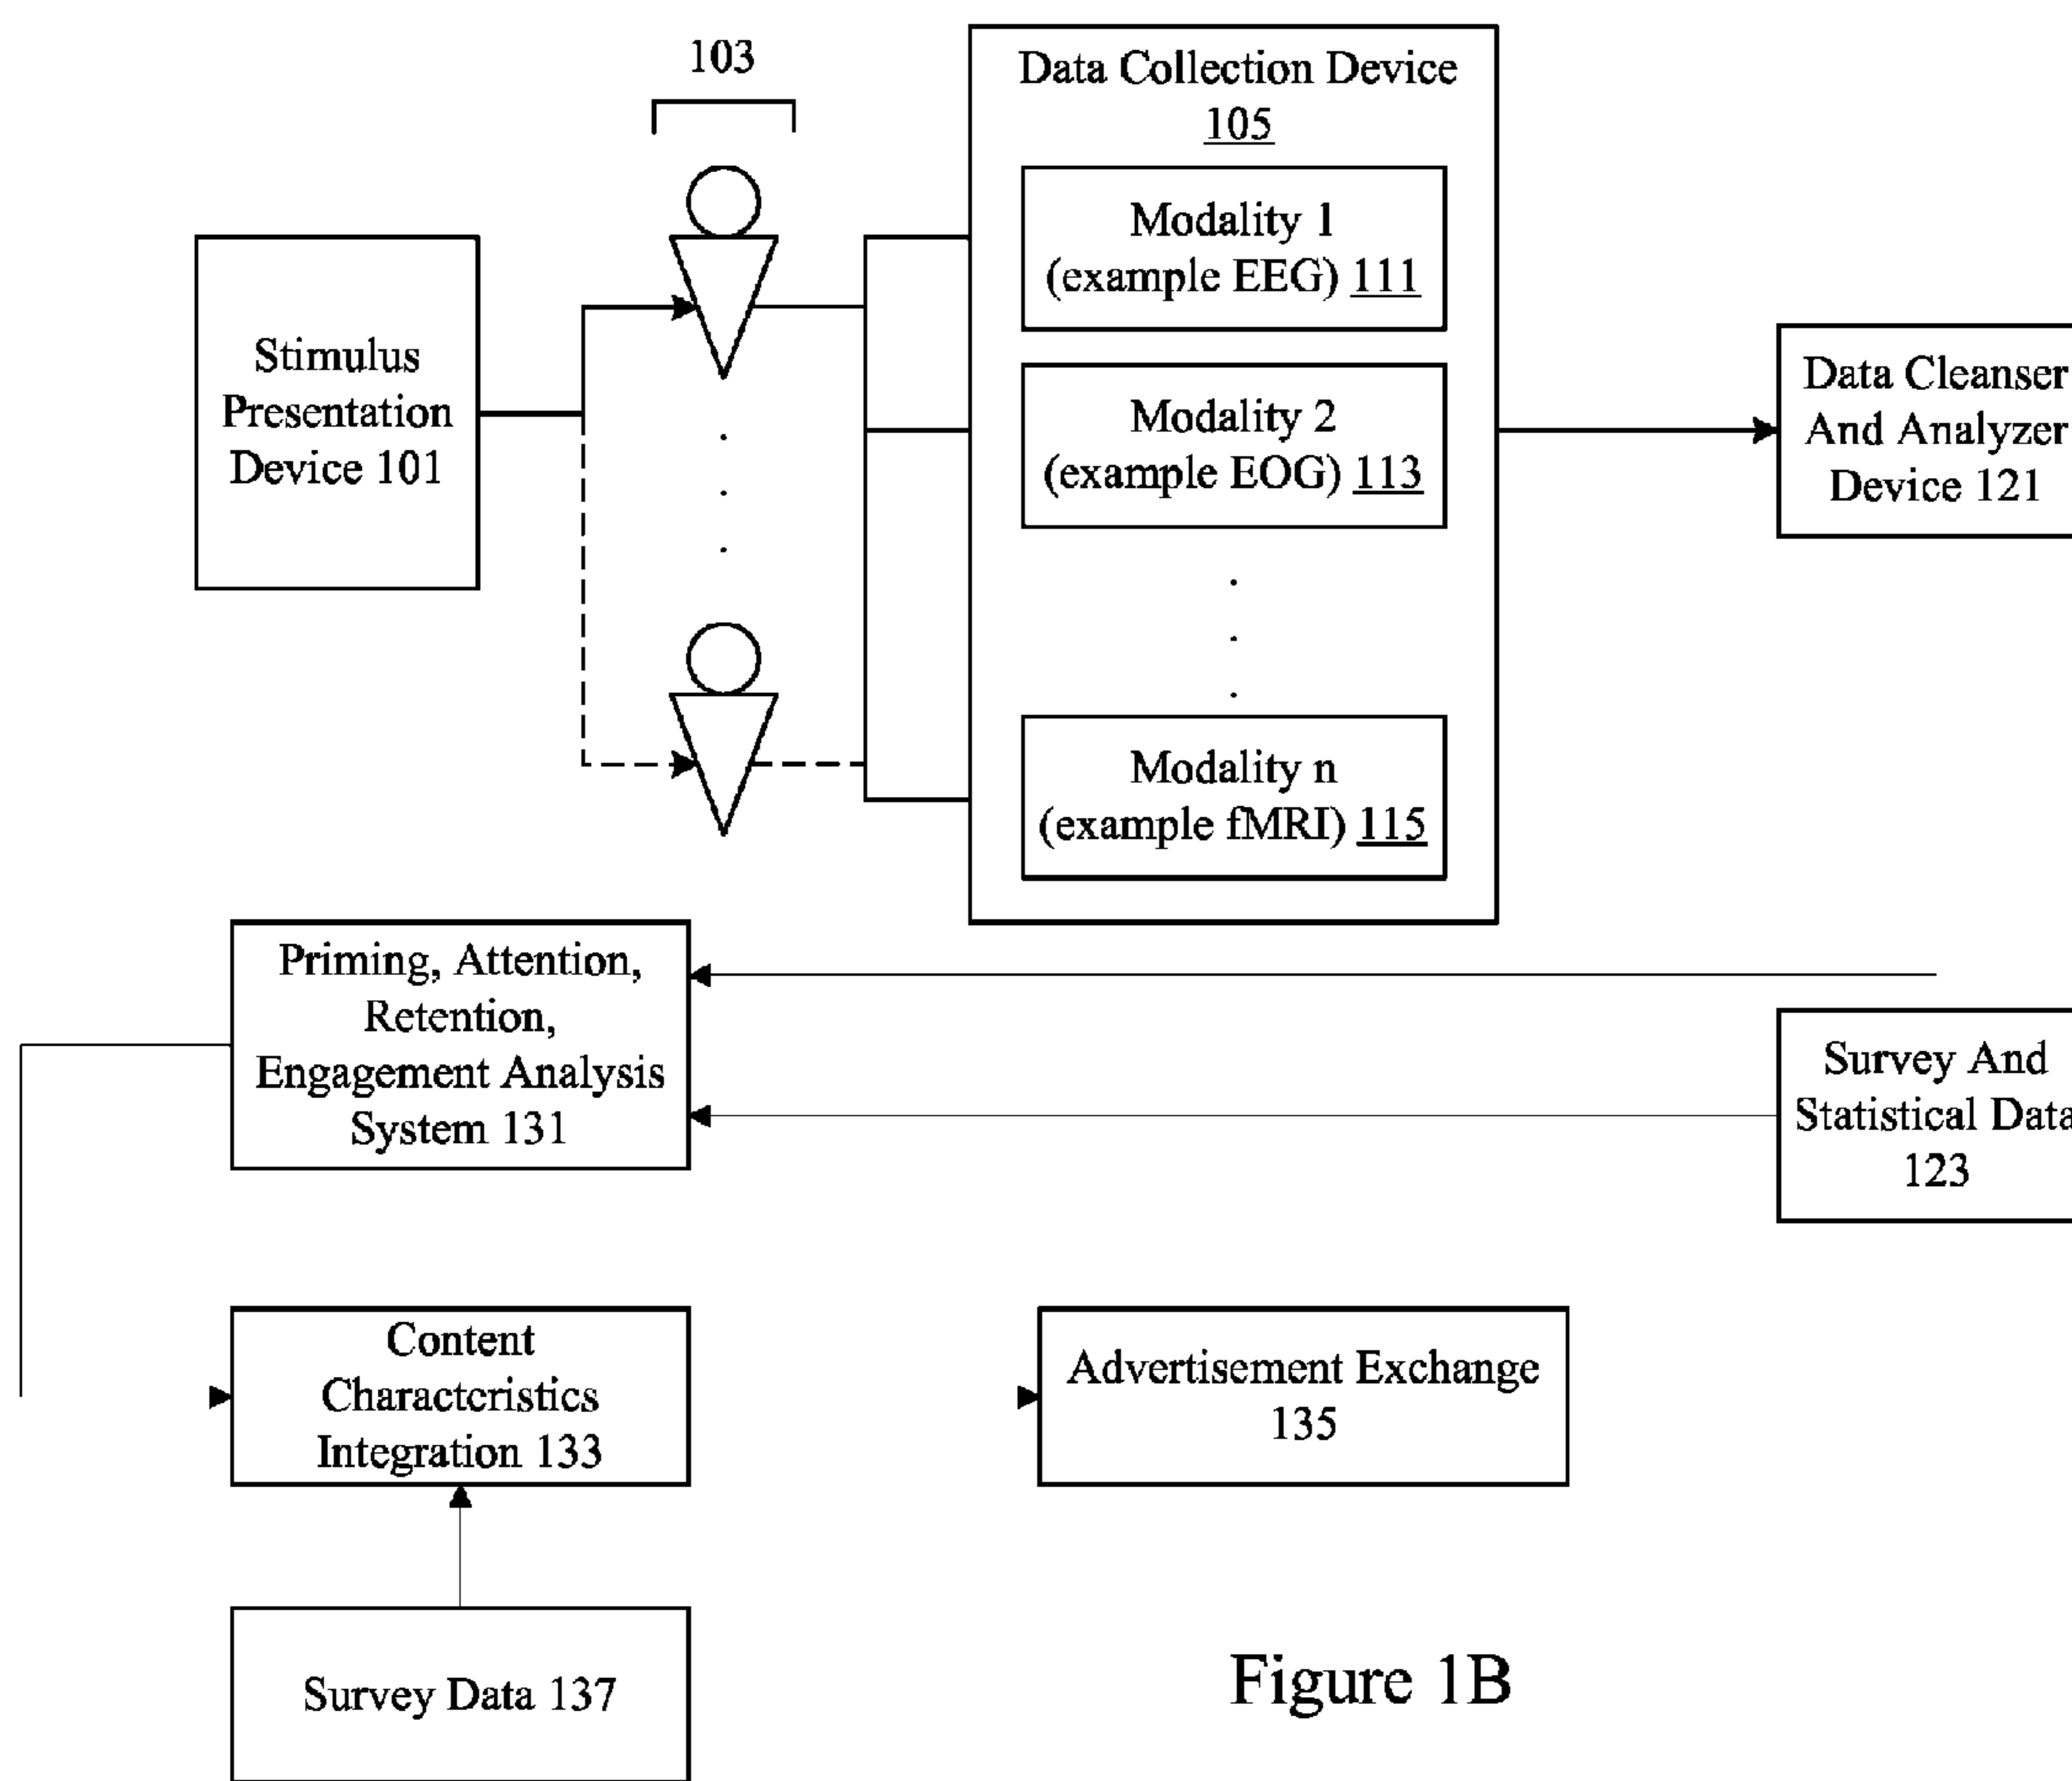 103
Data Collection Device
105
Modality 1
(example EEG) 111
Modality 2
(example EOG) 113
Modality n
(example fMRI) 115
Stimulus
Presentation
Device 101
Data Cleanser
And Analyzer
Device 121
Priming, Attention,
Retention,
Engagement Analysis
System 131
Survey And
Statistical Data
123
Content
Characteristics
Integration 133
Advertisement Exchange
135
Survey Data 137
Figure 1B